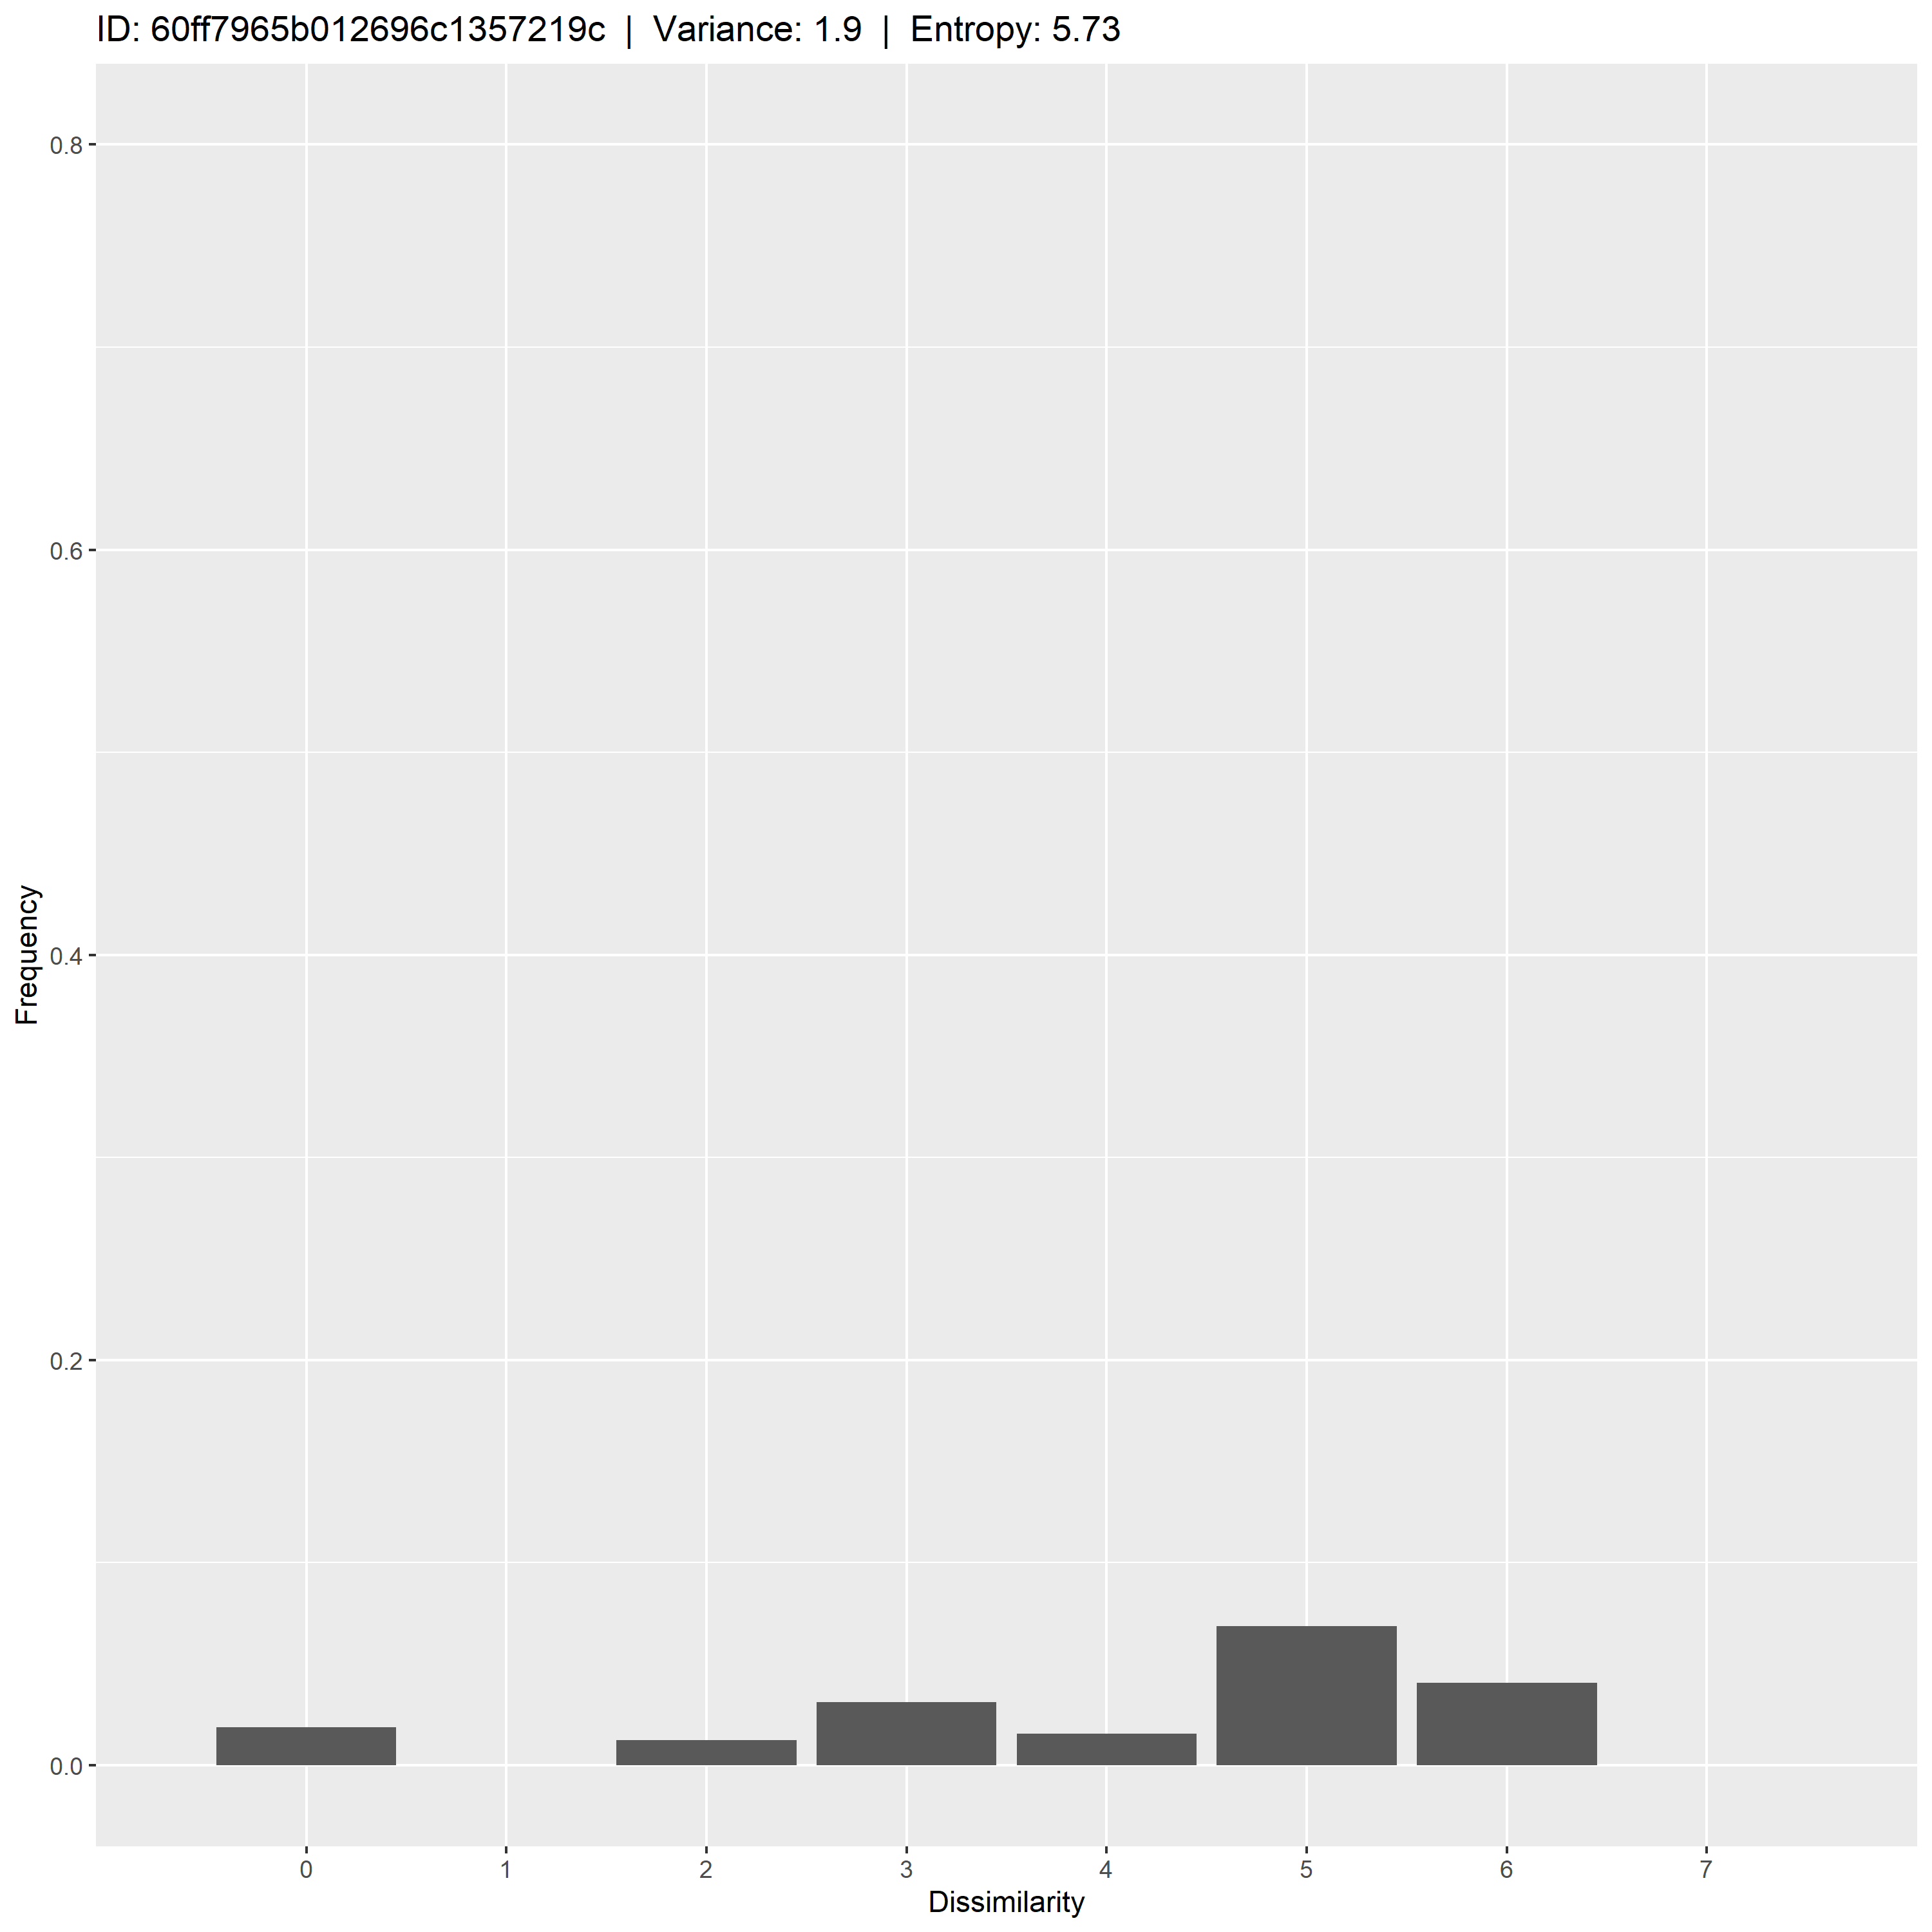 ID: 60ff7965b012696c1357219c | Variance: 1.9 | Entropy: 5.73
0.8
0.6
0.4
0.2
0.0
Frequency
0 1 2 3 4 5 6 7
Dissimilarity